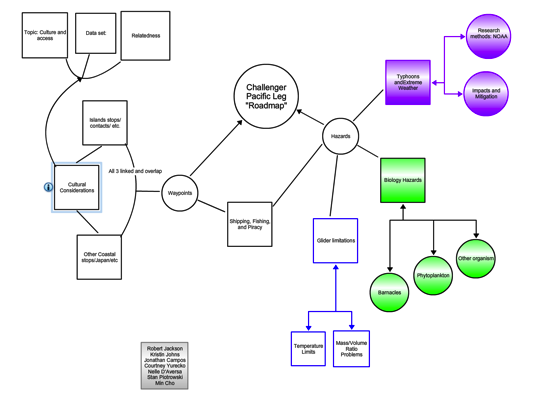 Topic: Culture and
access
Data set
Relatedness
Research
methods: NOAA
Typhoons
andExtreme
Weather
Impacts and
Mitigation
Challenger
Pacific Leg
"Roadmap"
Islands stops/
contacts/ etc.
Hazards
All 3 linked and overlap
Cultural
Considerations
Waypoints
Biology Hazards
Shipping, Fishing,
and Piracy
Glider limitations
Other Coastal
stops/Japan/etc
Other organism
Phytoplankton
Barnacles
Temperature
Limits
Mass/Volume
Ratio
Problems
Robert Jackson
Kristin Johns
Jonathan Campos
Courtney Yurecko
Nelle D'Aversa
Stan Piotrowski
Min Cho